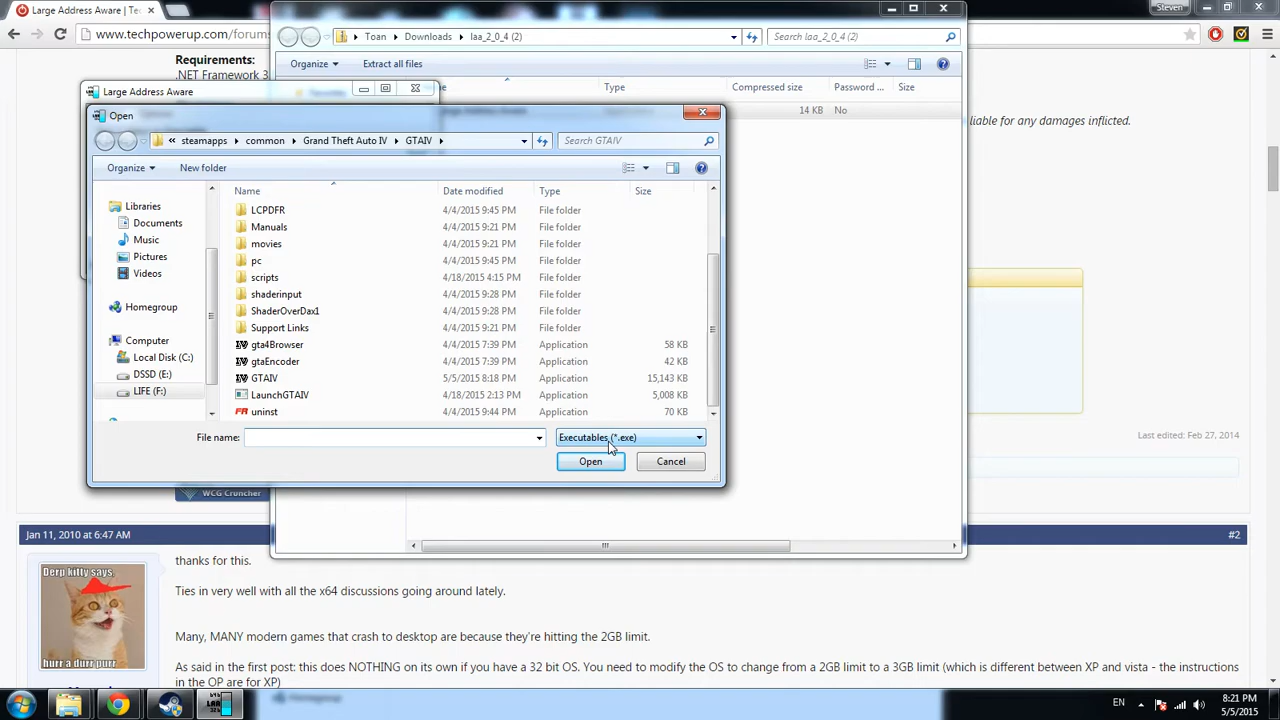 Large Address Aware | Tec
Steven
www.techpowerup.com/forums
Toan
Downloads
laa_2_0_4 (2)
Search laa_2_0_4 (2)
Organize
Extract all files
Type
Compressed size
Password ...
Size
14 KB
No
Requirements:
.NET Framework 3
liable for any damages inflicted.
Large Address Aware
Open
steamapps
common
Grand Theft Auto IV
GTAIV
Search GTAIV
Organize
New folder
Name
Date modified
Type
Size
Libraries
Documents
Music
Pictures
Videos
Homegroup
Computer
Local Disk (C:)
DSSD (E:)
LIFE (F:)
LCPDFR 4/4/2015 9:45 PM File folder
Manuals 4/4/2015 9:21 PM File folder
movies 4/4/2015 9:21 PM File folder
pc 4/4/2015 9:45 PM File folder
scripts 4/18/2015 4:15 PM File folder
shaderinput 4/4/2015 9:28 PM File folder
ShaderOverDax1 4/4/2015 9:28 PM File folder
Support Links 4/4/2015 9:21 PM File folder
gta4Browser 4/4/2015 7:39 PM Application 58 KB
gtaEncoder 4/4/2015 7:39 PM Application 42 KB
GTAIV 5/5/2015 8:18 PM Application 15,143 KB
LaunchGTAIV 4/18/2015 2:13 PM Application 5,008 KB
uninst 4/4/2015 9:44 PM Application 70 KB
File name:
Executables (*.exe)
Open
Cancel
Last edited: Feb 27, 2014
WCG Cruncher
Jan 11, 2010 at 6:47 AM
#2
Derp kitty says,
hurr a durr purr
thanks for this.
Ties in very well with all the x64 discussions going around lately.
Many, MANY modern games that crash to desktop are because they're hitting the 2GB limit.
As said in the first post: this does NOTHING on its own if you have a 32 bit OS. You need to modify the OS to change from a 2GB limit to a 3GB limit (which is different between XP and vista - the instructions
in the OP are for XP)
Homegroup
EN
8:21 PM
5/5/2015